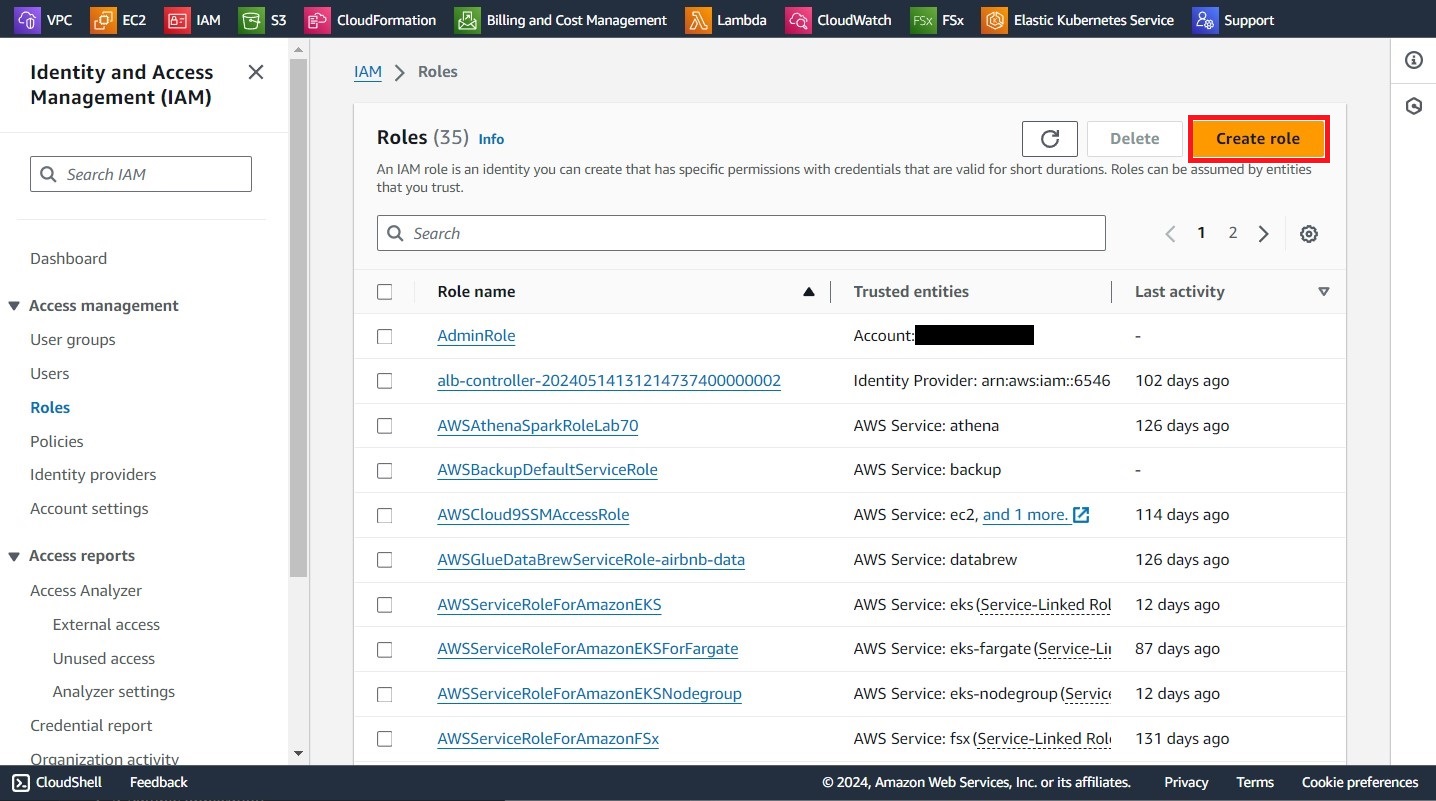 VPC EC2 IAM S3 CloudFormation Billing and Cost Management Lambda CloudWatch FSx FSx Elastic Kubernetes Service Support
Identity and Access
Management (IAM)
Search IAM
Dashboard
Access management
User groups
Users
Roles
Policies
Identity providers
Account settings
Access reports
Access Analyzer
External access
Unused access
Analyzer settings
Credential report
Organization activity
IAM Roles
Roles (35) Info
Delete Create role
An IAM role is an identity you can create that has specific permissions with credentials that are valid for short durations. Roles can be assumed by entities
that you trust.
Search
1 2
Role name Trusted entities Last activity
AdminRole Account: -
alb-controller-20240514131214737400000002 Identity Provider: arn:aws:iam::6546 102 days ago
AWSAthenaSparkRoleLab70 AWS Service: athena 126 days ago
AWSBackupDefaultServiceRole AWS Service: backup -
AWSCloud9SSMAccessRole AWS Service: ec2, and 1 more. 114 days ago
AWSGlueDataBrewServiceRole-airbnb-data AWS Service: databrew 126 days ago
AWSServiceRoleForAmazonEKS AWS Service: eks (Service-Linked Rol 12 days ago
AWSServiceRoleForAmazonEKSForFargate AWS Service: eks-fargate (Service-Lin 87 days ago
AWSServiceRoleForAmazonEKSNodegroup AWS Service: eks-nodegroup (Service 12 days ago
AWSServiceRoleForAmazonFSx AWS Service: fsx (Service-Linked Role 131 days ago
CloudShell Feedback © 2024, Amazon Web Services, Inc. or its affiliates. Privacy Terms Cookie preferences